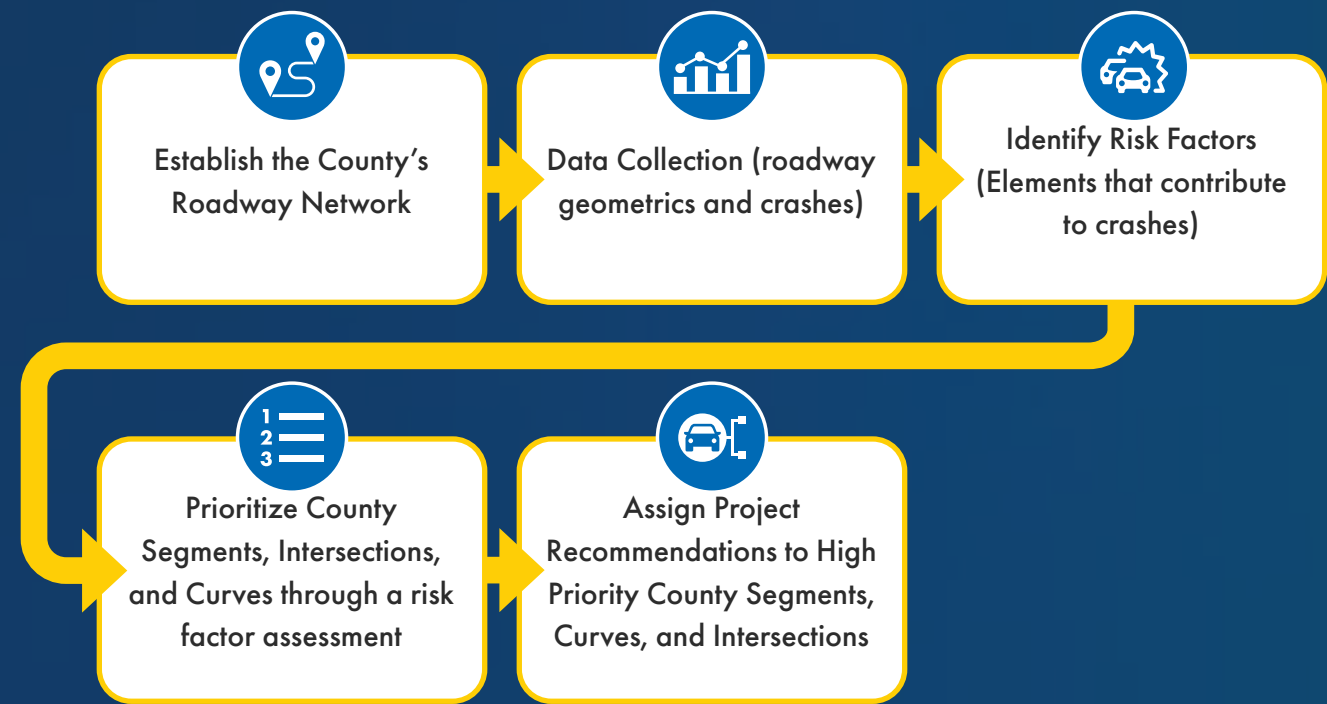 Establish the County's
Roadway Network
Data Collection (roadway
geometrics and crashes)
Identify Risk Factors
(Elements that contribute
to crashes)
1
2
3
Prioritize County
Segments, Intersections,
and Curves through a risk
factor assessment
Assign Project
Recommendations to High
Priority County Segments,
Curves, and Intersections